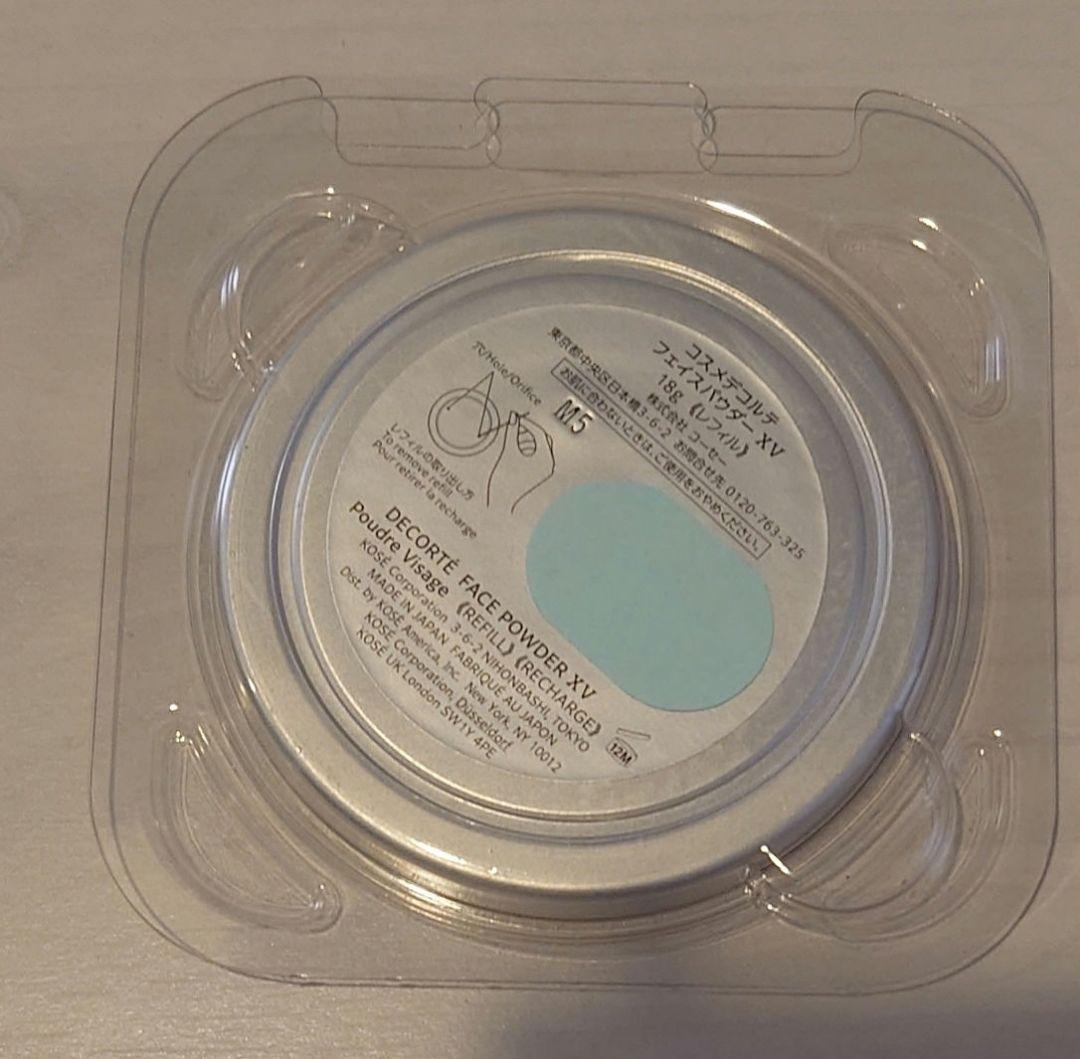 コスメデコルテ
フェイスパウダー XV
18g 《レフィル》
株式会社 コーセー
東京都中央区日本橋3-6-2 お問合せ先 0120-763-325
お肌に合わないときは、ご使用をおやめください。
M5
穴/Hole/Orifice
レフィルの取り出し方
To remove refill
Pour retirer la recharge
DECORTÉ FACE POWDER XV
Poudre Visage 《REFILL》《RECHARGE》
KOSÉ Corporation 3-6-2 NIHONBASHI, TOKYO
MADE IN JAPAN FABRIQUÉ AU JAPON
Dist. by KOSÉ America, Inc. New York, NY 10012
KOSÉ Corporation, Düsseldorf
KOSÉ UK London SW1Y 4PE
12M